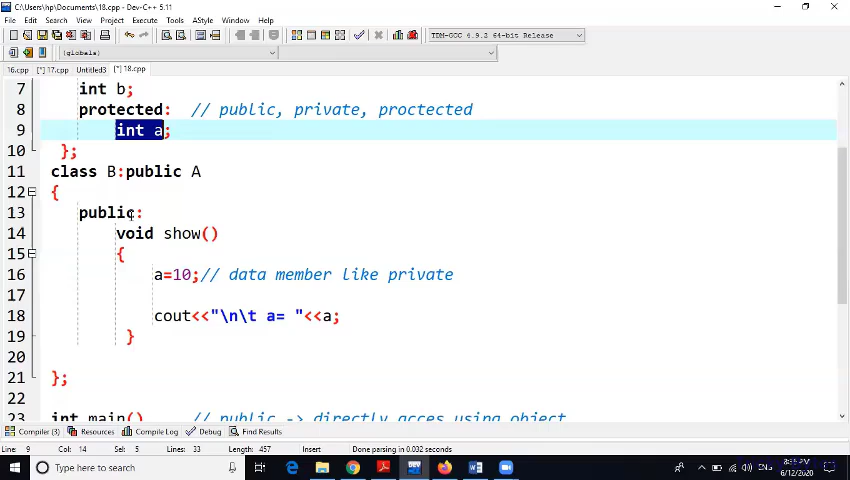 C:\Users\hp\Documents\18.cpp - Dev-C++ 5.11
File Edit Search View Project Execute Tools AStyle Window Help
TDM-GCC 4.9.2 64-bit Release
(globals)
16.cpp [*] 17.cpp Untitled3 [*] 18.cpp
7 int b;
8 protected: // public, private, proctected
9 int a;
10 };
11 class B:public A
12 {
13 public:
14 void show()
15 {
16 a=10;// data member like private
17
18 cout<<"\n\t a= "<<a;
19 }
20
21 };
22
23 int main() // public -> directly acces using object
Compiler (3) Resources Compile Log Debug Find Results
Line: 9 Col: 14 Sel: 5 Lines: 33 Length: 457 Insert Done parsing in 0.032 seconds
Type here to search
ENG
6/12/2020